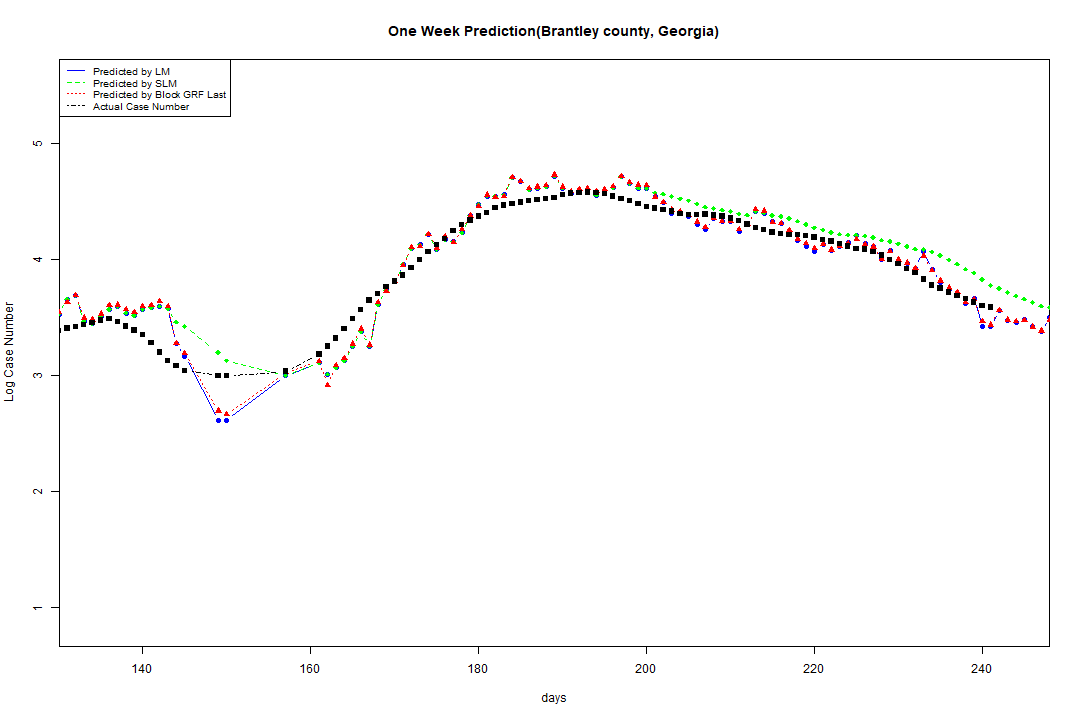 One Week Prediction(Brantley county, Georgia)
Predicted by LM
Predicted by SLM
Predicted by Block GRF Last
Actual Case Number
5
4
3
2
1
Log Case Number
140 160 180 200 220 240
days